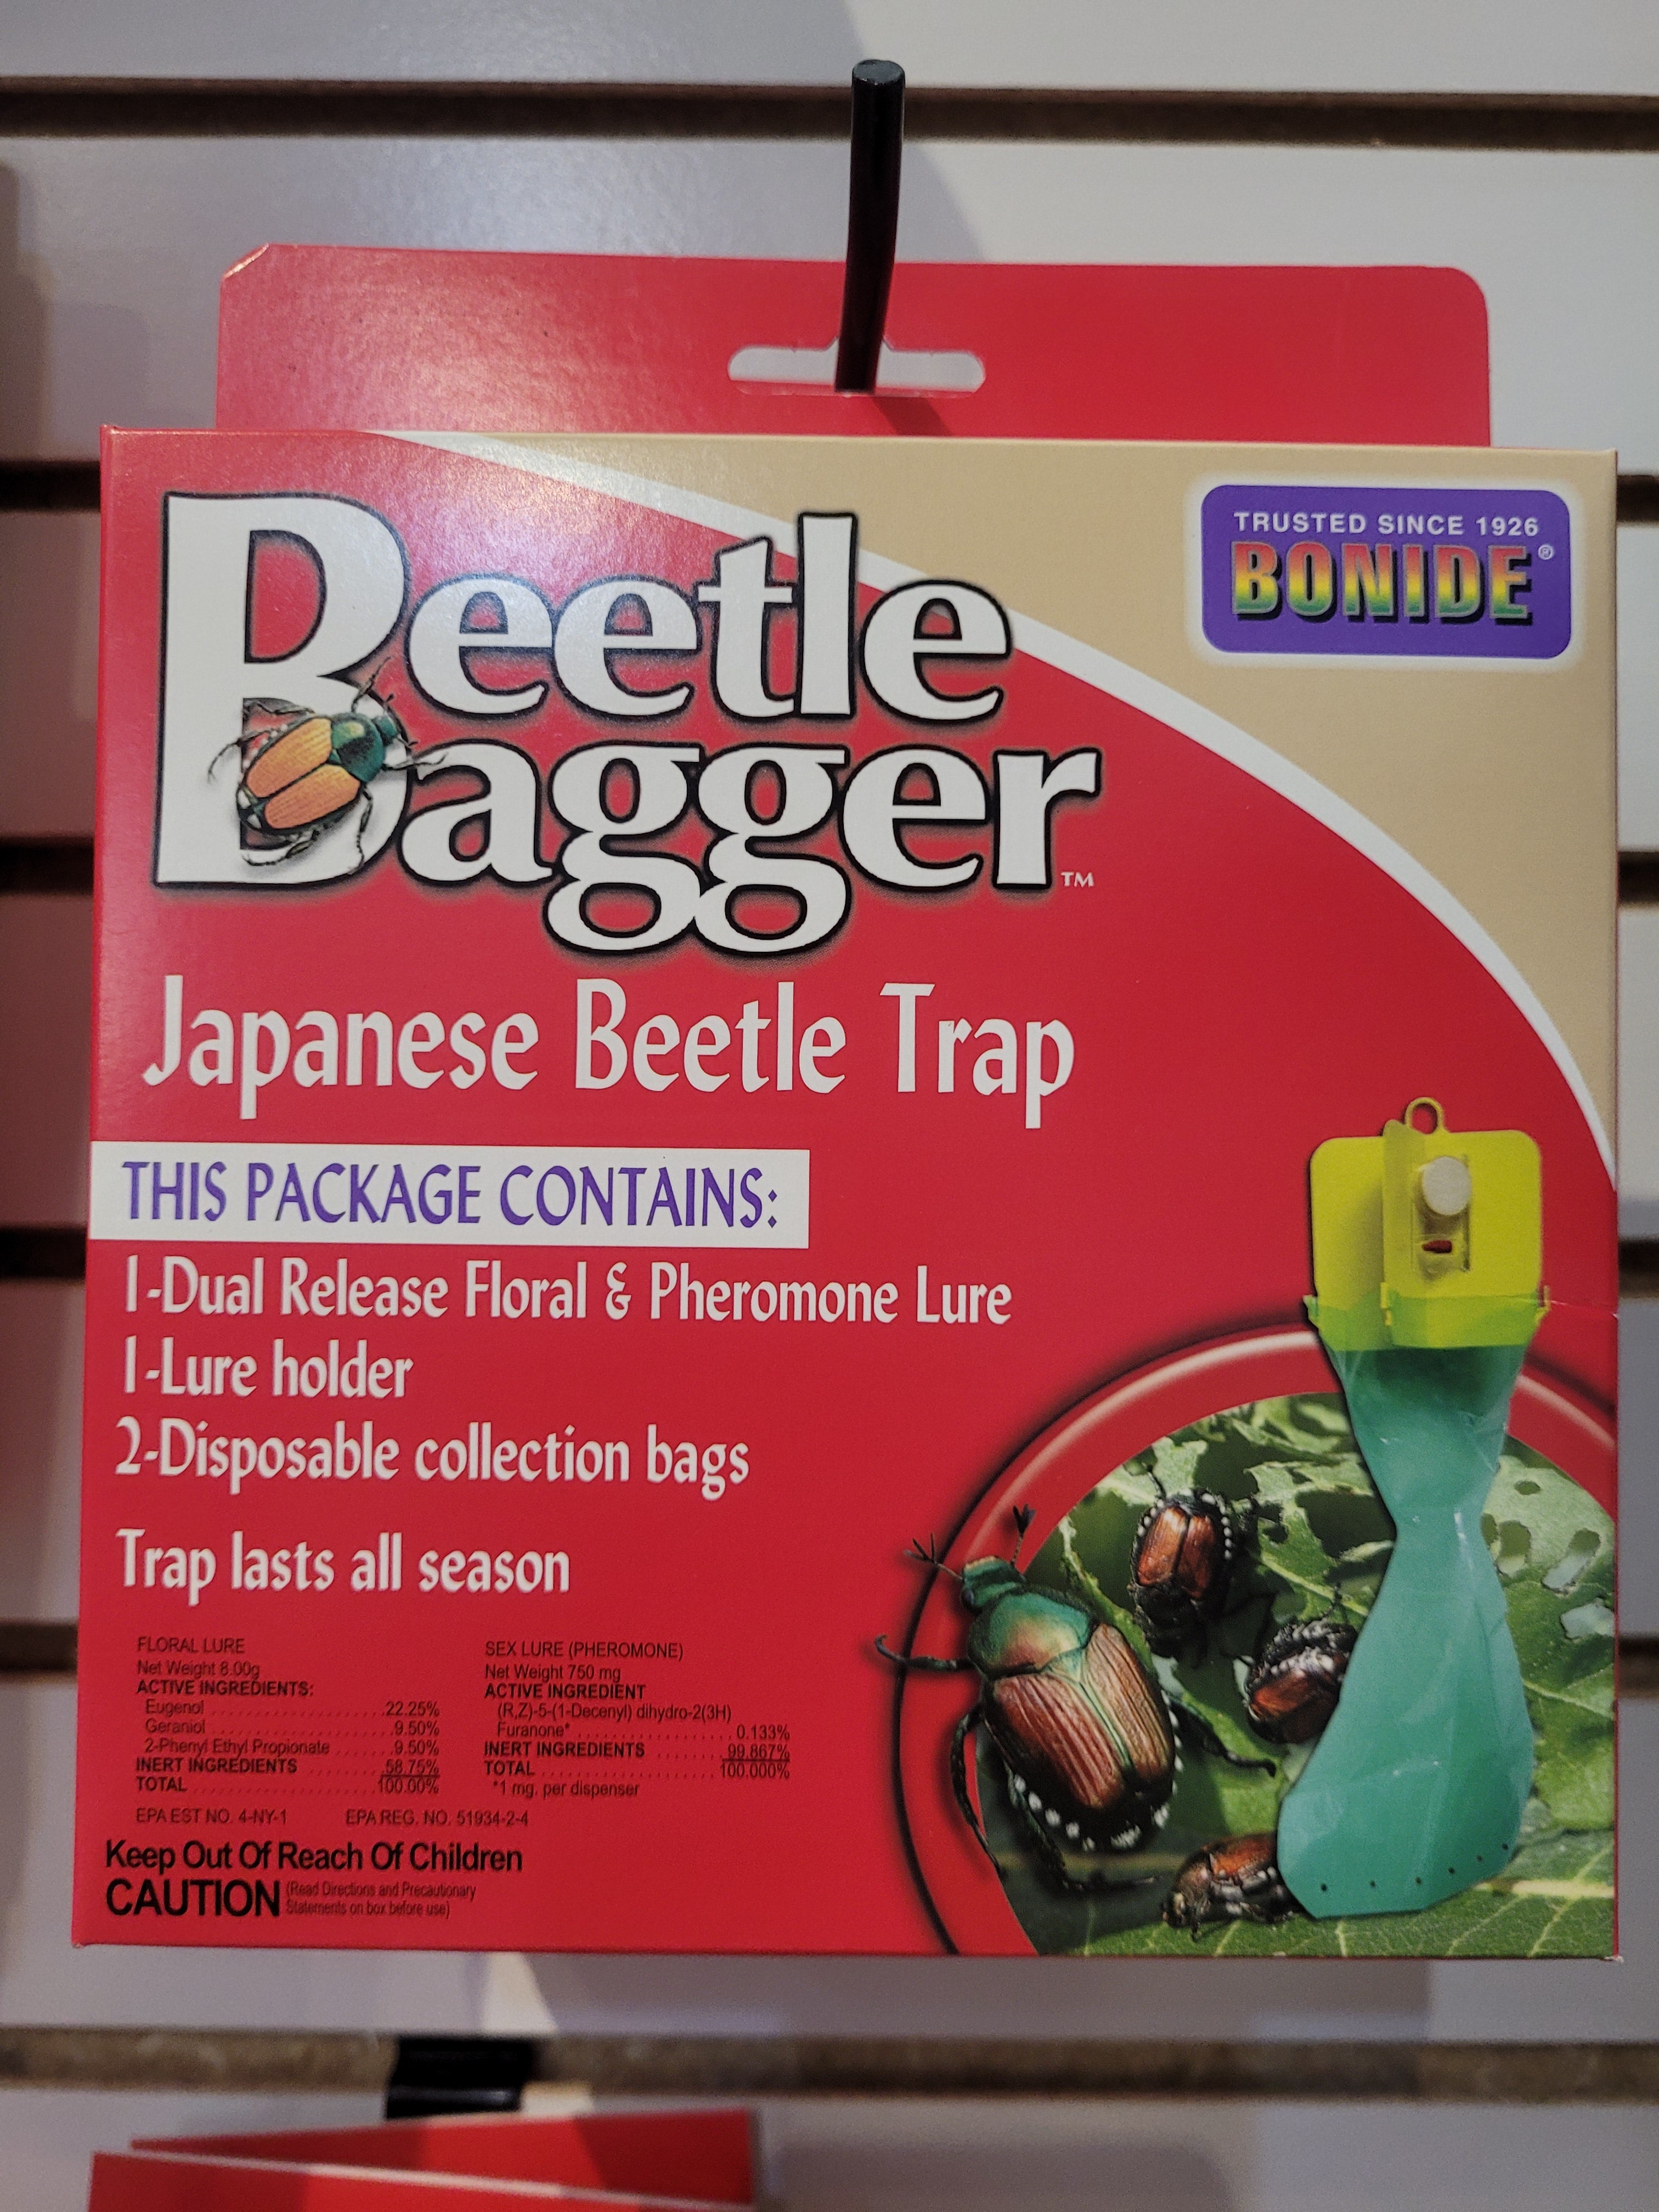 TRUSTED SINCE 1926
BONIDE®
Beetle
Bagger™
Japanese Beetle Trap
THIS PACKAGE CONTAINS:
1-Dual Release Floral & Pheromone Lure
1-Lure holder
2-Disposable collection bags
Trap lasts all season
FLORAL LURE
Net Weight 8.00g
ACTIVE INGREDIENTS:
Eugenol ........................ 22.25%
Geraniol ........................ 9.50%
2-Phenyl Ethyl Propionate ....... 9.50%
INERT INGREDIENTS ........ 58.75%
TOTAL ........................ 100.00%
SEX LURE (PHEROMONE)
Net Weight 750 mg
ACTIVE INGREDIENT
(R,Z)-5-(1-Decenyl) dihydro-2(3H)
Furanone* ........................ 0.133%
INERT INGREDIENTS .......... 99.867%
TOTAL ........................ 100.000%
*1 mg. per dispenser
EPA EST NO. 4-NY-1 EPA REG. NO. 51934-2-4
Keep Out Of Reach Of Children
CAUTION (Read Directions and Precautionary
Statements on box before use)